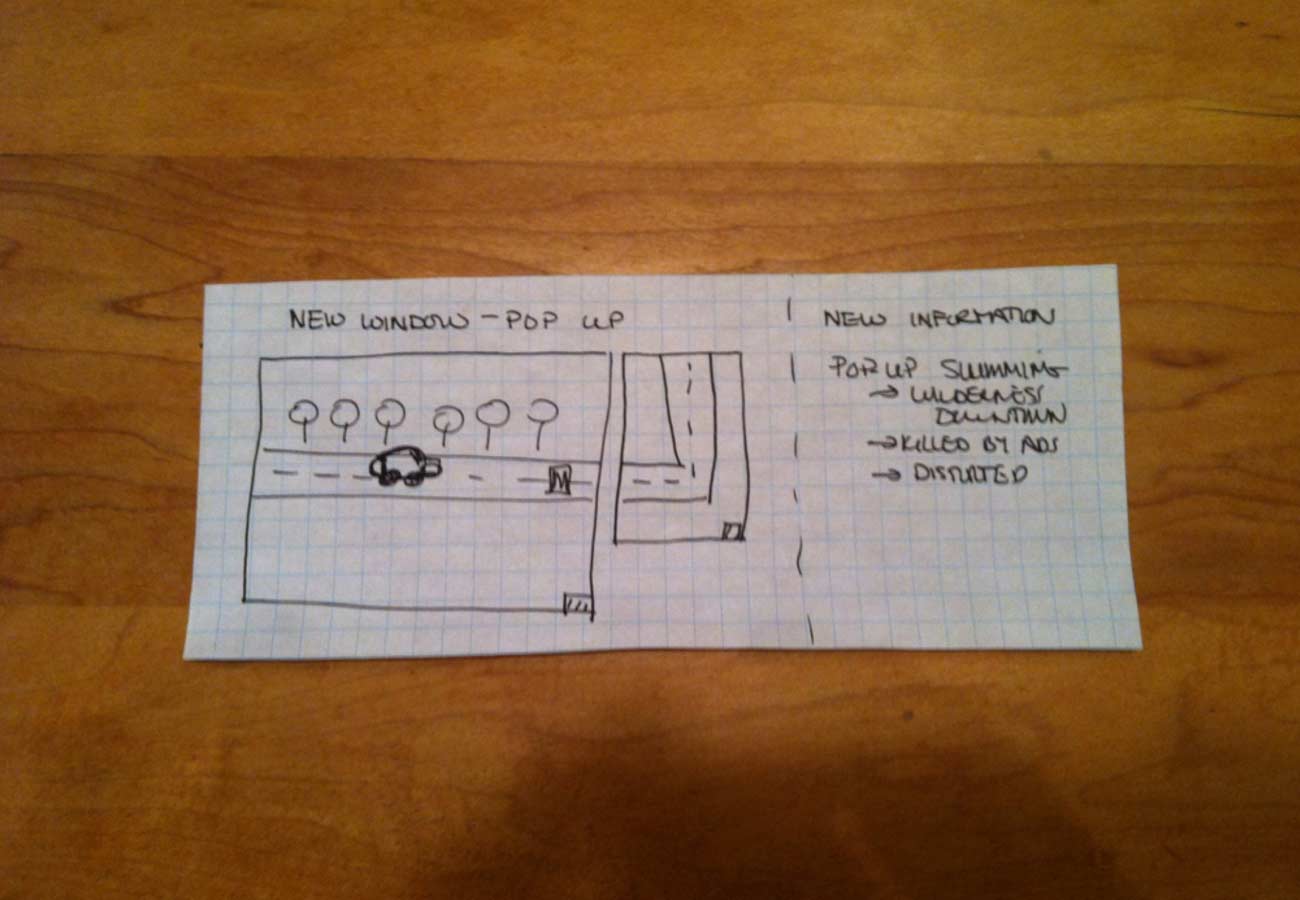 NEW WINDOW - POP UP
M
NEW INFORMATION
POP UP SWIMMING
→ WILDERNESS
DOWNTOWN
→ KILLED BY ADS
→ DISTORTED